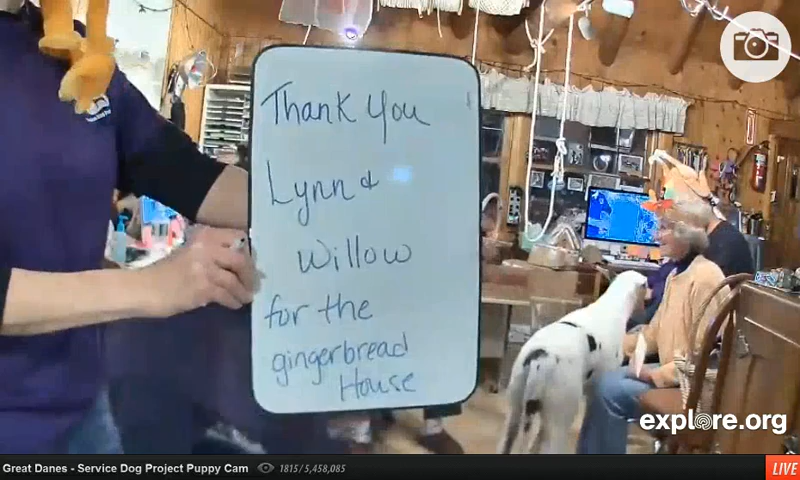 Thank You
Lynn &
Willow
for the
gingerbread
House
explore.org
Great Danes - Service Dog Project Puppy Cam
1815/5,458,085
LIVE